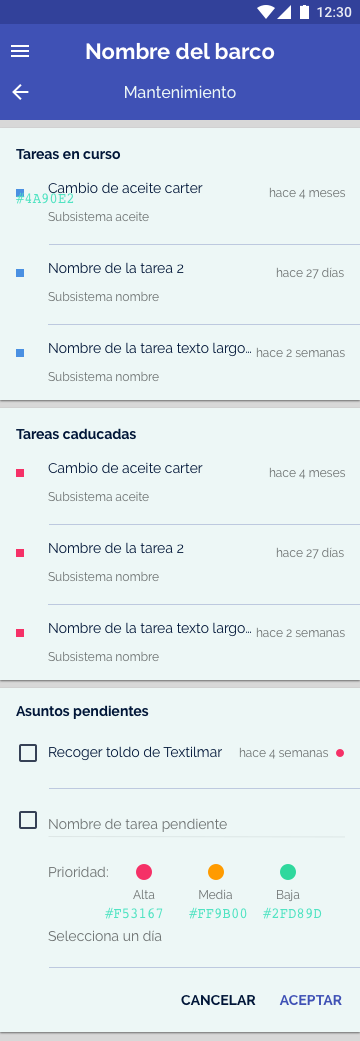 12:30
Nombre del barco
Mantenimiento
Tareas en curso
Cambio de aceite carter hace 4 meses
#4A90E2
Subsistema aceite
Nombre de la tarea 2 hace 27 días
Subsistema nombre
Nombre de la tarea texto largo... hace 2 semanas
Subsistema nombre
Tareas caducadas
Cambio de aceite carter hace 4 meses
Subsistema aceite
Nombre de la tarea 2 hace 27 días
Subsistema nombre
Nombre de la tarea texto largo... hace 2 semanas
Subsistema nombre
Asuntos pendientes
Recoger toldo de Textilmar hace 4 semanas
Nombre de tarea pendiente
Prioridad:
Alta Media Baja
#F53167 #FF9B00 #2FD89D
Selecciona un día
CANCELAR ACEPTAR